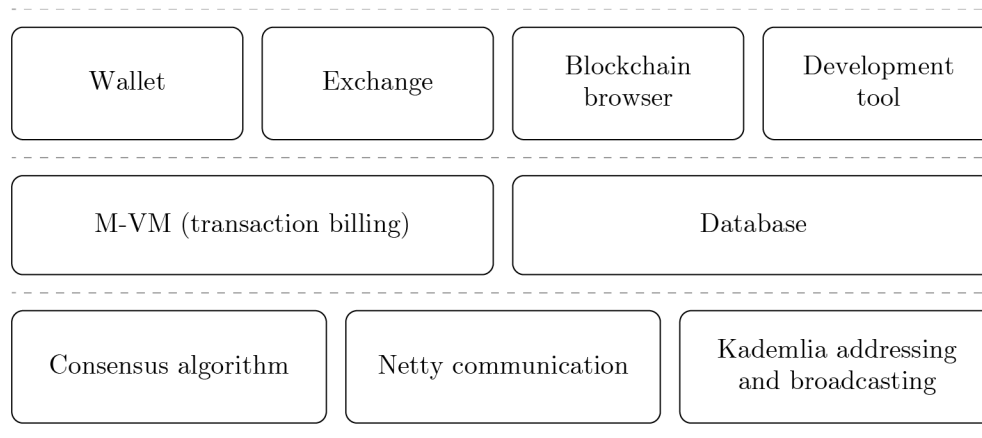 Wallet
Exchange
Blockchain
browser
Development
tool
M-VM (transaction billing)
Database
Consensus algorithm
Netty communication
Kademlia addressing
and broadcasting